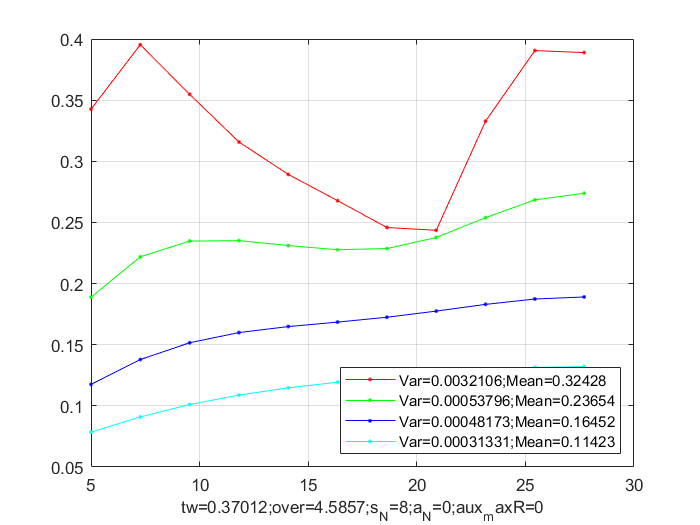 0.4
0.35
0.3
0.25
0.2
0.15
0.1
0.05
Var=0.0032106;Mean=0.32428
Var=0.00053796;Mean=0.23654
Var=0.00048173;Mean=0.16452
Var=0.00031331;Mean=0.11423
5 10 15 20 25 30
tw=0.37012;over=4.5857;s_N=8;a_N=0;aux_maxR=0